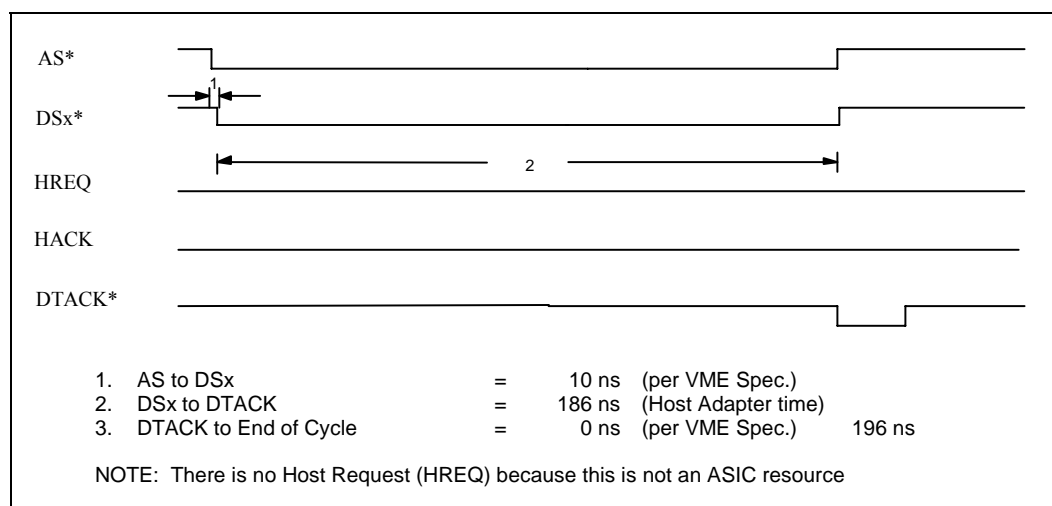 AS*
1
DSx*
2
HREQ
HACK
DTACK*
1. AS to DSx = 10 ns (per VME Spec.)
2. DSx to DTACK = 186 ns (Host Adapter time)
3. DTACK to End of Cycle = 0 ns (per VME Spec.) 196 ns
NOTE: There is no Host Request (HREQ) because this is not an ASIC resource